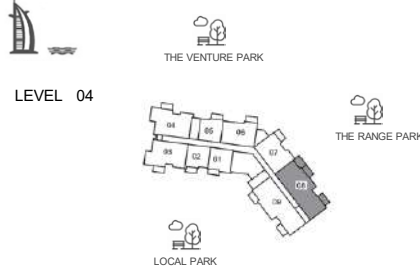 THE VENTURE PARK
LEVEL 04
THE RANGE PARK
04
05
06
07
03
02
01
08
09
LOCAL PARK